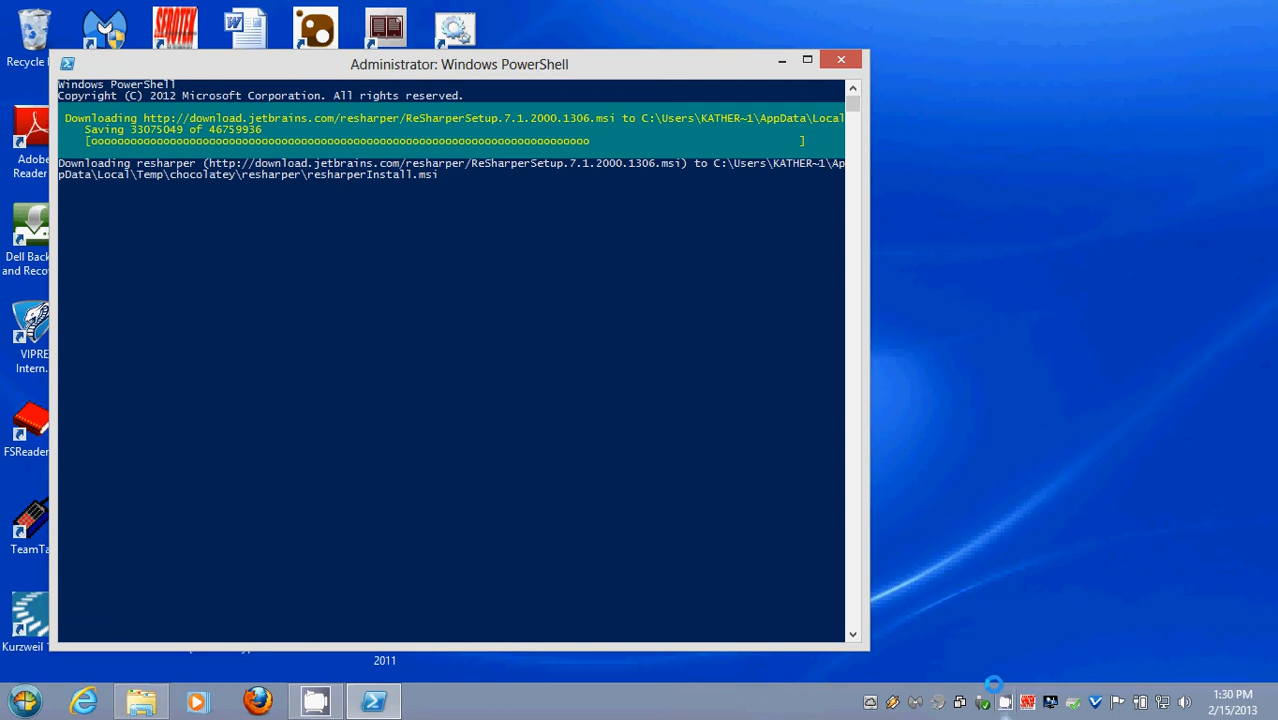 SEROTEK
Recycle
Administrator: Windows PowerShell
Windows PowerShell
Copyright (C) 2012 Microsoft Corporation. All rights reserved.
Downloading http://download.jetbrains.com/resharper/ReSharperSetup.7.1.2000.1306.msi to C:\Users\KATHER~1\AppData\Local
Saving 33075049 of 46759936
[oooooooooooooooooooooooooooooooooooooooooooooooooooooooooooooooooooooooooooo ]
Downloading resharper (http://download.jetbrains.com/resharper/ReSharperSetup.7.1.2000.1306.msi) to C:\Users\KATHER~1\Ap
pData\Local\Temp\chocolatey\resharper\resharperInstall.msi
Adobe
Reader
Dell Back
and Reco
VIPRE
Intern..
FSReader
TeamTa
Kurzweil
2011
1:30 PM
2/15/2013